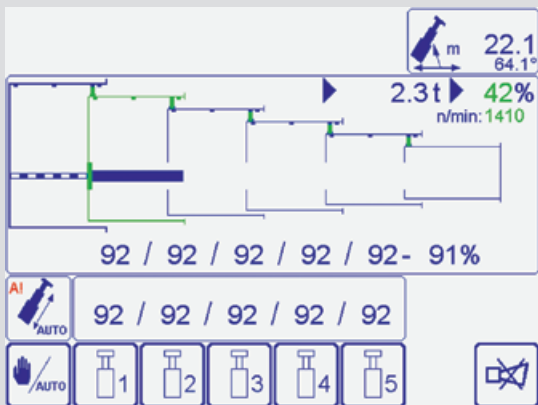 m 22.1
64.1°
2.3 t 42%
n/min: 1410
92 / 92 / 92 / 92 / 92 - 91%
A!
AUTO
92 / 92 / 92 / 92 / 92
/AUTO 1 2 3 4 5